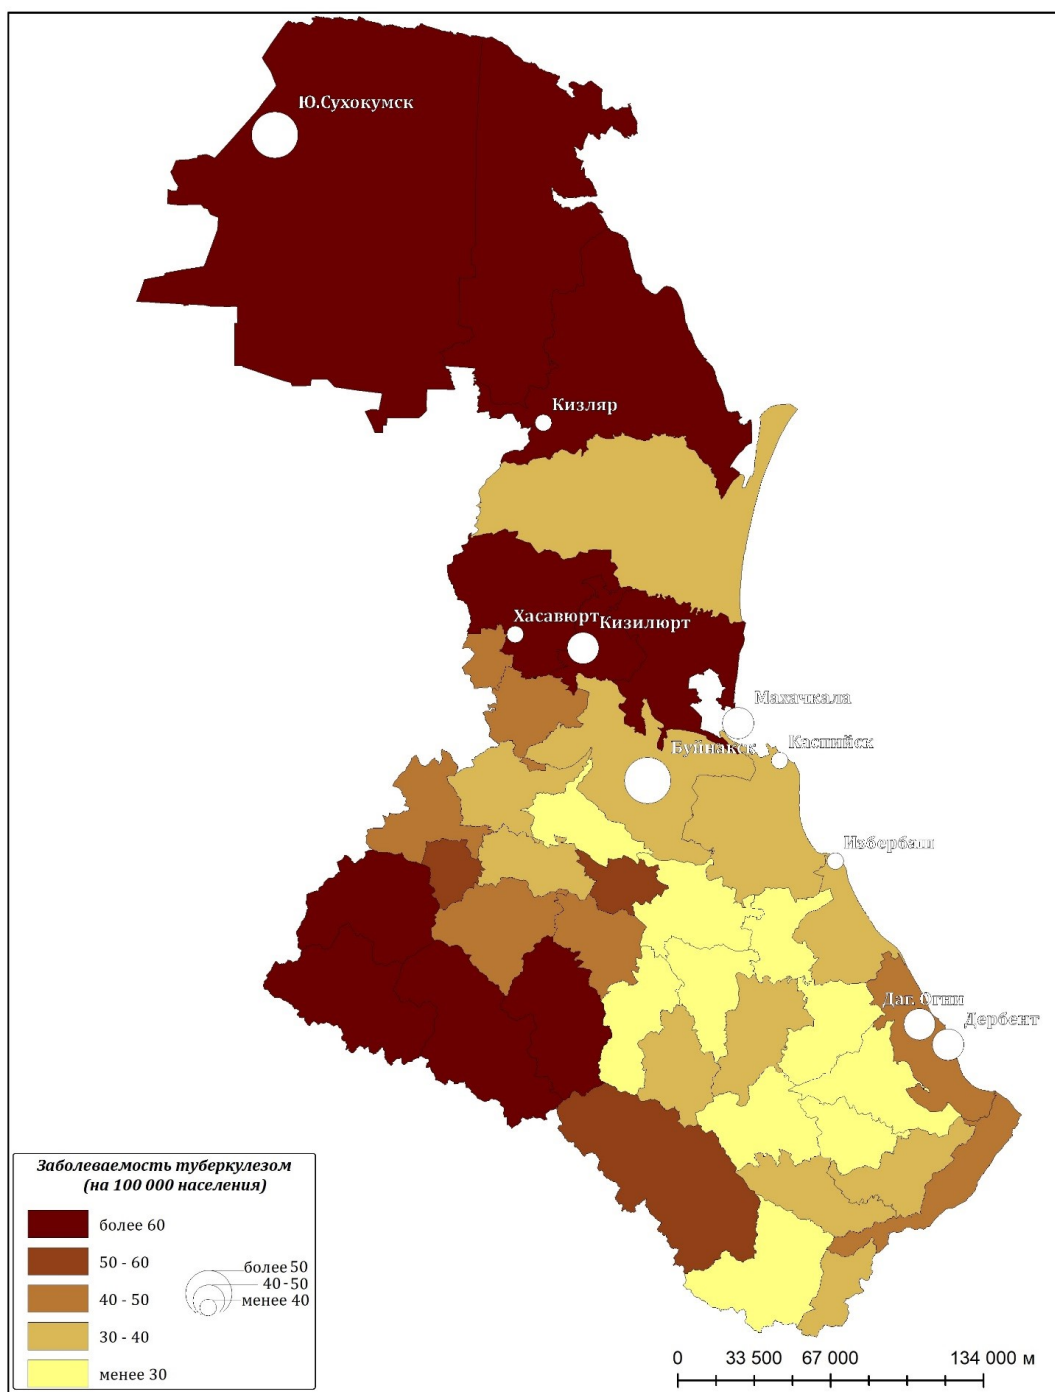 Ю.Сухокумск
Кизляр
Хасавюрт
Кизилюрт
Махачкала
Буйнакск
Каспийск
Избербаш
Даг. Огни
Дербент
Заболеваемость туберкулезом
(на 100 000 населения)
более 60
50 - 60
40 - 50
30 - 40
менее 30
более 50
40 - 50
менее 40
0 33 500 67 000 134 000 м